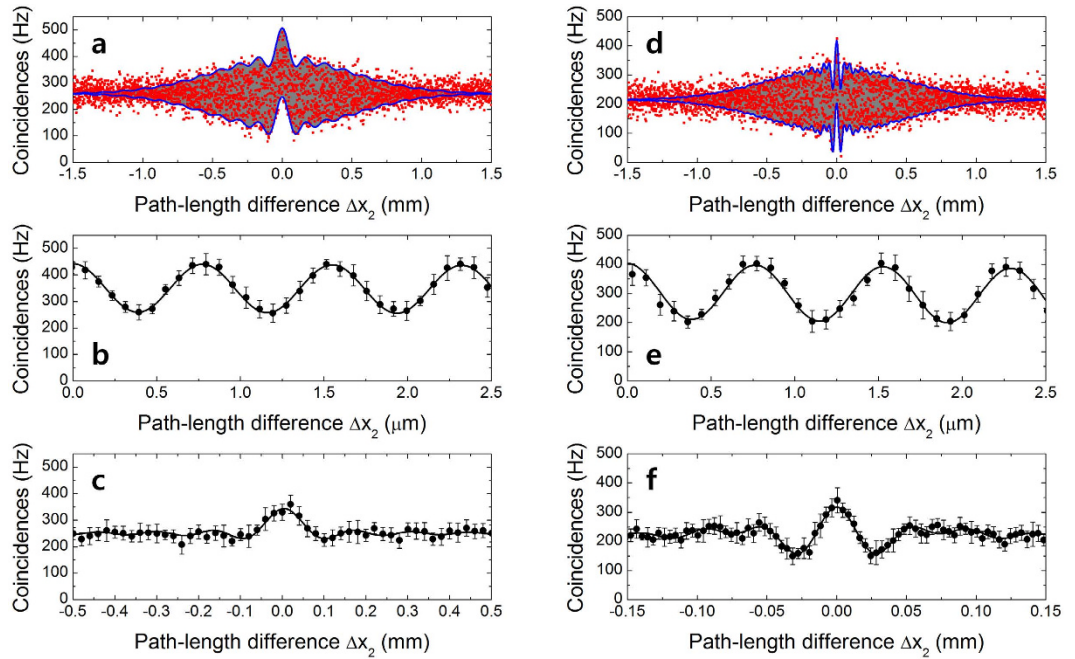 a
Coincidences (Hz)
500
400
300
200
100
0
-1.5 -1.0 -0.5 0.0 0.5 1.0 1.5
Path-length difference Δx₂ (mm)
d
Coincidences (Hz)
500
400
300
200
100
0
-1.5 -1.0 -0.5 0.0 0.5 1.0 1.5
Path-length difference Δx₂ (mm)
b
Coincidences (Hz)
500
400
300
200
100
0
0.0 0.5 1.0 1.5 2.0 2.5
Path-length difference Δx₂ (μm)
e
Coincidences (Hz)
500
400
300
200
100
0
0.0 0.5 1.0 1.5 2.0 2.5
Path-length difference Δx₂ (μm)
c
Coincidences (Hz)
500
400
300
200
100
0
-0.5 -0.4 -0.3 -0.2 -0.1 0.0 0.1 0.2 0.3 0.4 0.5
Path-length difference Δx₂ (mm)
f
Coincidences (Hz)
500
400
300
200
100
0
-0.15 -0.10 -0.05 0.00 0.05 0.10 0.15
Path-length difference Δx₂ (mm)